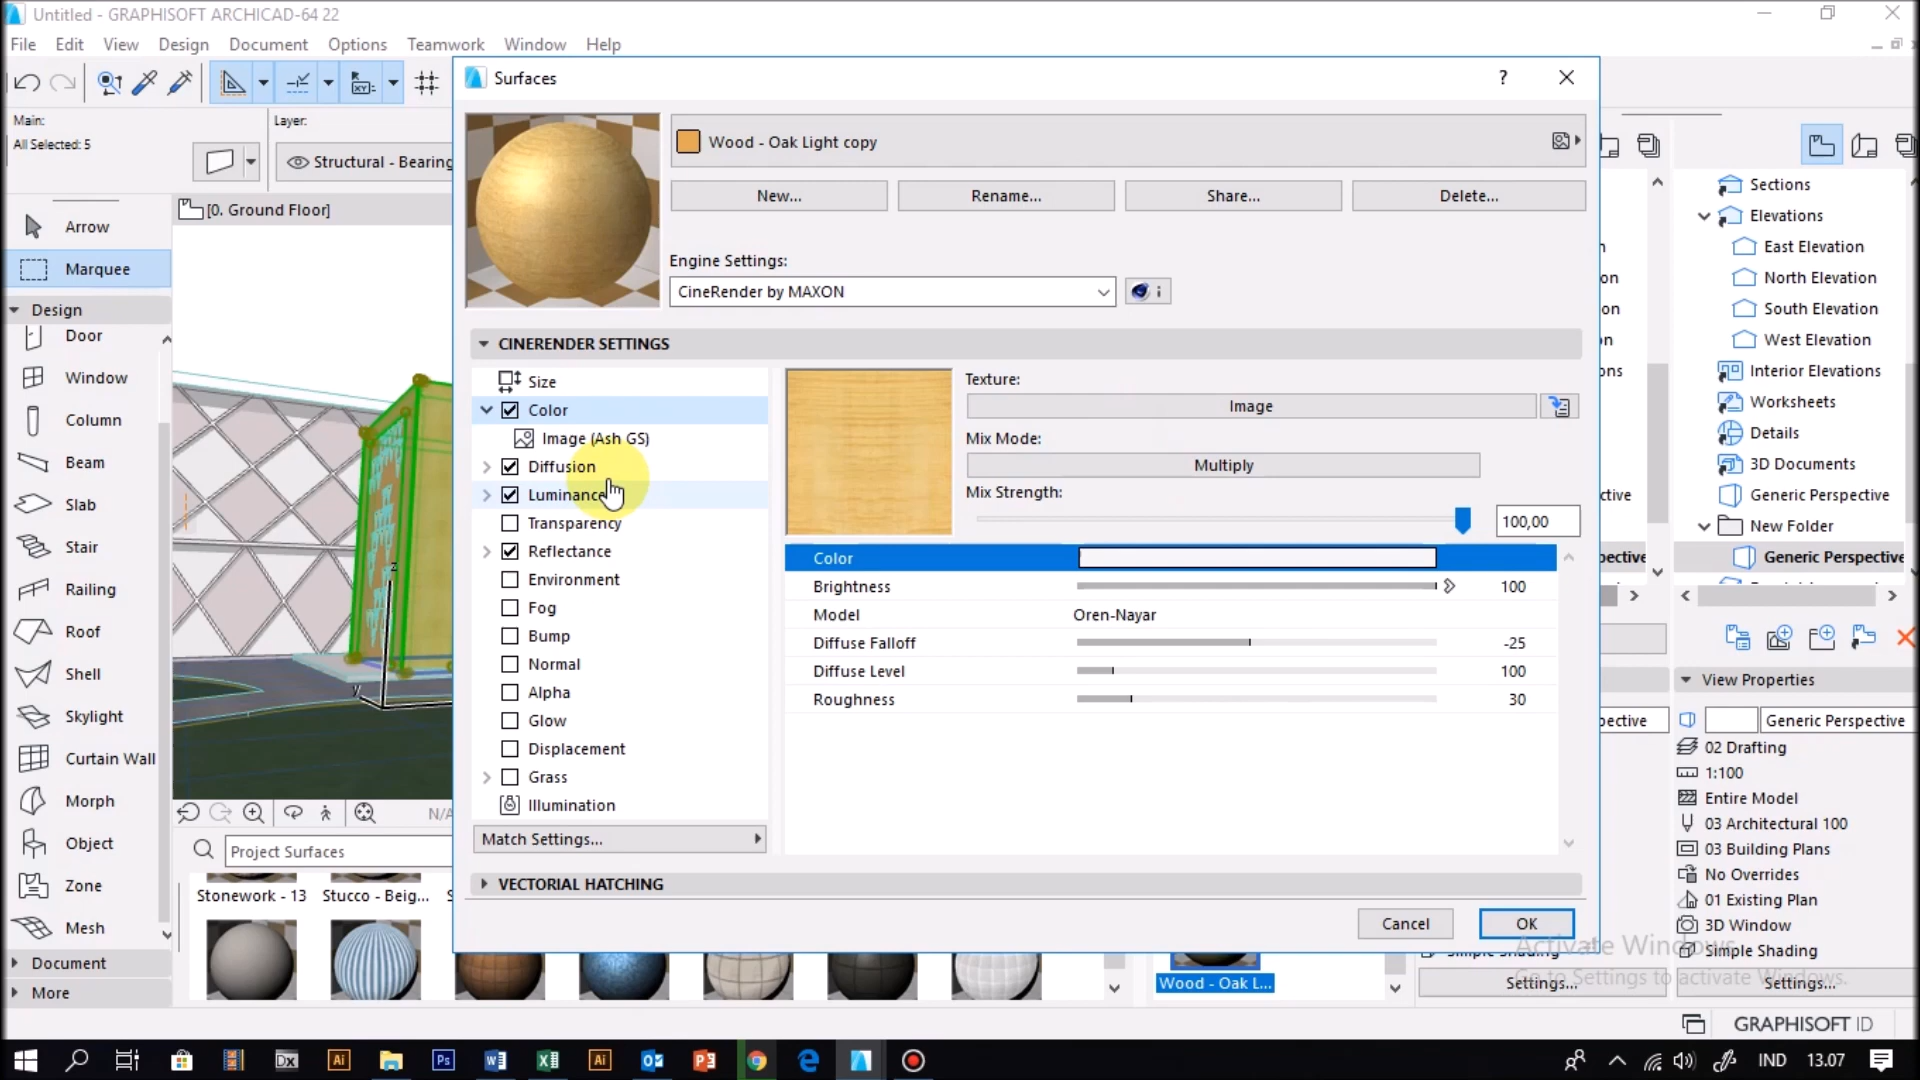 Untitled - GRAPHISOFT ARCHICAD-64 22
File Edit View Design Document Options Teamwork Window Help
Main:
All Selected: 5
Layer:
Structural - Bearing
[0. Ground Floor]
Arrow
Marquee
Design
Door
Window
Column
Beam
Slab
Stair
Railing
Roof
Shell
Skylight
Curtain Wall
Morph
Object
Zone
Mesh
Document
More
z
y
N/A
Project Surfaces
Stonework - 13
Stucco - Beig...
Surfaces
?
Wood - Oak Light copy
New...
Rename...
Share...
Delete...
Engine Settings:
CineRender by MAXON
i
CINERENDER SETTINGS
Size
Color
Image (Ash GS)
Diffusion
Luminance
Transparency
Reflectance
Environment
Fog
Bump
Normal
Alpha
Glow
Displacement
Grass
Illumination
Match Settings...
Texture:
Image
Mix Mode:
Multiply
Mix Strength:
100,00
Color
Brightness 100
Model Oren-Nayar
Diffuse Falloff -25
Diffuse Level 100
Roughness 30
VECTORIAL HATCHING
Cancel
OK
Wood - Oak L...
Simple Shading
Settings...
Sections
Elevations
East Elevation
North Elevation
South Elevation
West Elevation
Interior Elevations
Worksheets
Details
3D Documents
Generic Perspective
New Folder
Generic Perspective
View Properties
Generic Perspective
02 Drafting
1:100
Entire Model
03 Architectural 100
03 Building Plans
No Overrides
01 Existing Plan
3D Window
Simple Shading
Settings...
Activate Windows
Go to Settings to activate Windows.
GRAPHISOFT ID
IND 13.07